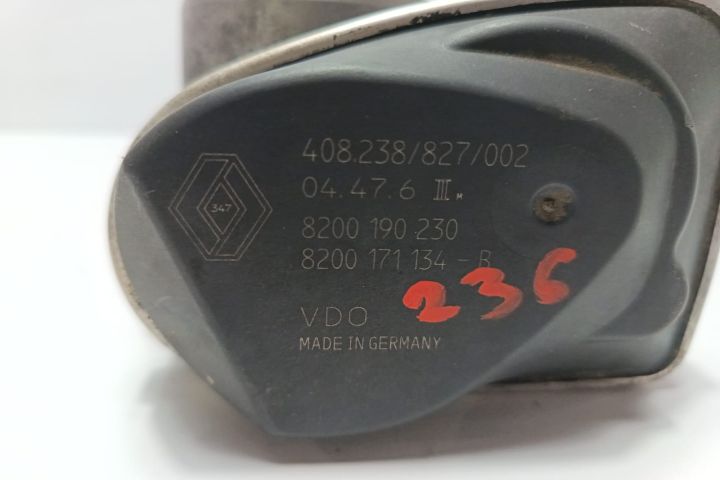 347
408.238/827/002
04.47.6 III M
8200 190 230
8200 171 134 - B
236
VDO
MADE IN GERMANY